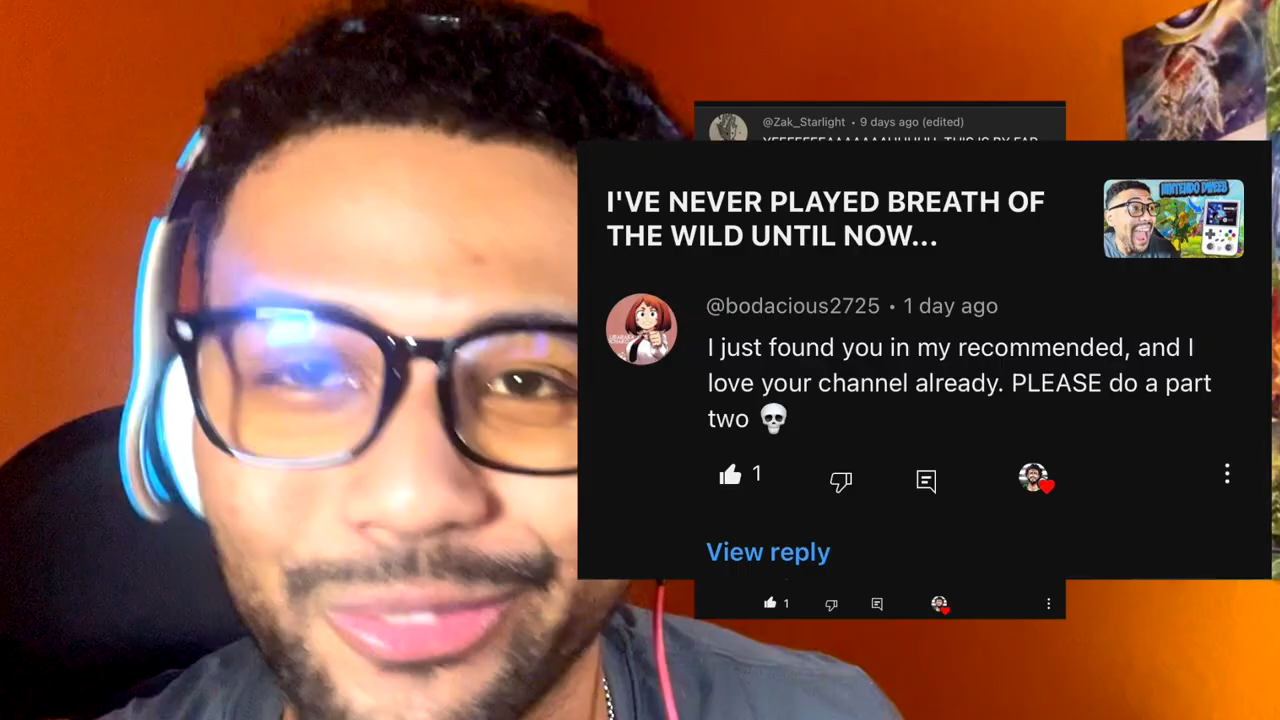 @Zak_Starlight • 9 days ago (edited)
I'VE NEVER PLAYED BREATH OF
THE WILD UNTIL NOW...
NINTENDO DWEEB
@bodacious2725 • 1 day ago
I just found you in my recommended, and I
love your channel already. PLEASE do a part
two 💀
1
View reply
1